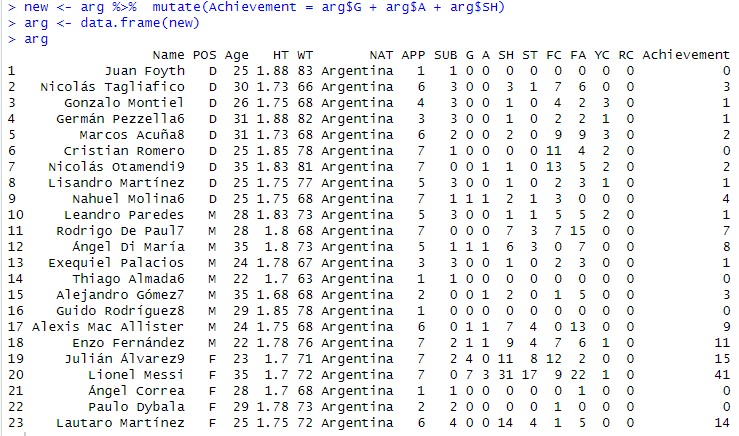 > new <- arg %>%  mutate(Achievement = arg$G + arg$A + arg$SH)
> arg <- data.frame(new)
> arg
Name POS Age HT WT NAT APP SUB G A SH ST FC FA YC RC Achievement
1 Juan Foyth D 25 1.88 83 Argentina 1 1 0 0 0 0 0 0 0 0 0
2 Nicolás Tagliafico D 30 1.73 66 Argentina 6 3 0 0 3 1 7 6 0 0 3
3 Gonzalo Montiel D 26 1.75 68 Argentina 4 3 0 0 1 0 4 2 3 0 1
4 Germán Pezzella6 D 31 1.88 82 Argentina 3 3 0 0 1 0 2 2 1 0 1
5 Marcos Acuña8 D 31 1.73 68 Argentina 6 2 0 0 2 0 9 9 3 0 2
6 Cristian Romero D 25 1.85 78 Argentina 7 1 0 0 0 0 11 4 2 0 0
7 Nicolás Otamendi9 D 35 1.83 81 Argentina 7 0 0 1 1 0 13 5 2 0 2
8 Lisandro Martínez D 25 1.75 77 Argentina 5 3 0 0 1 0 2 3 1 0 1
9 Nahuel Molina6 D 25 1.75 68 Argentina 7 1 1 1 2 1 3 0 0 0 4
10 Leandro Paredes M 28 1.83 73 Argentina 5 3 0 0 1 1 5 5 2 0 1
11 Rodrigo De Paul7 M 28 1.8 68 Argentina 7 0 0 0 7 3 7 15 0 0 7
12 Ángel Di María M 35 1.8 73 Argentina 5 1 1 1 6 3 0 7 0 0 8
13 Exequiel Palacios M 24 1.78 67 Argentina 3 3 0 0 1 0 2 3 0 0 1
14 Thiago Almada6 M 22 1.7 63 Argentina 1 1 0 0 0 0 0 0 0 0 0
15 Alejandro Gómez7 M 35 1.68 68 Argentina 2 0 0 1 2 0 1 5 0 0 3
16 Guido Rodríguez8 M 29 1.85 78 Argentina 1 0 0 0 0 0 0 0 0 0 0
17 Alexis Mac Allister M 24 1.75 68 Argentina 6 0 1 1 7 4 0 13 0 0 9
18 Enzo Fernández M 22 1.78 76 Argentina 7 2 1 1 9 4 7 6 1 0 11
19 Julián Álvarez9 F 23 1.7 71 Argentina 7 2 4 0 11 8 12 2 0 0 15
20 Lionel Messi F 35 1.7 72 Argentina 7 0 7 3 31 17 9 22 1 0 41
21 Ángel Correa F 28 1.7 68 Argentina 1 1 0 0 0 0 0 1 0 0 0
22 Paulo Dybala F 29 1.78 73 Argentina 2 2 0 0 0 0 1 0 0 0 0
23 Lautaro Martínez F 25 1.75 72 Argentina 6 4 0 0 14 4 1 5 0 0 14